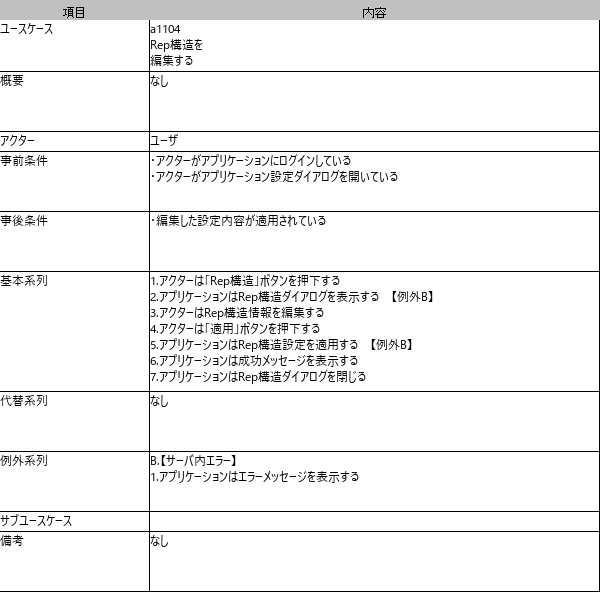 項目 内容
ユースケース a1104
Rep構造を
編集する
概要 なし
アクター ユーザ
事前条件 ・アクターがアプリケーションにログインしている
・アクターがアプリケーション設定ダイアログを開いている
事後条件 ・編集した設定内容が適用されている
基本系列 1.アクターは「Rep構造」ボタンを押下する
2.アプリケーションはRep構造ダイアログを表示する 【例外B】
3.アクターはRep構造情報を編集する
4.アクターは「適用」ボタンを押下する
5.アプリケーションはRep構造設定を適用する 【例外B】
6.アプリケーションは成功メッセージを表示する
7.アプリケーションはRep構造ダイアログを閉じる
代替系列 なし
例外系列 B.【サーバ内エラー】
1.アプリケーションはエラーメッセージを表示する
サブユースケース
備考 なし